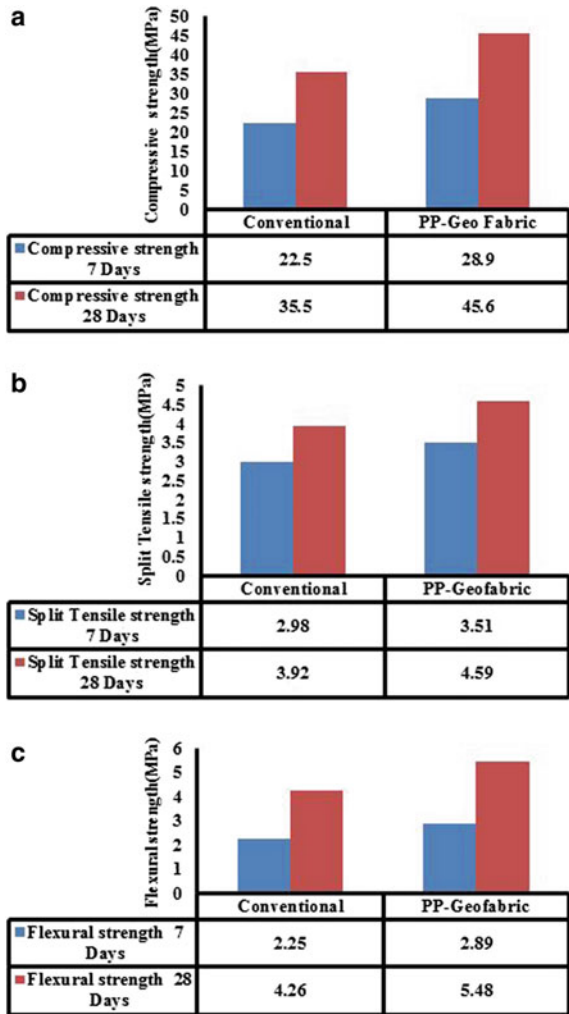 a
Compressive strength(MPa)
50
45
40
35
30
25
20
15
10
5
0
Conventional PP-Geo Fabric
Compressive strength
7 Days
22.5 28.9
Compressive strength
28 Days
35.5 45.6
b
Split Tensile strength(MPa)
5
4.5
4
3.5
3
2.5
2
1.5
1
0.5
0
Conventional PP-Geofabric
Split Tensile strength
7 Days
2.98 3.51
Split Tensile strength
28 Days
3.92 4.59
c
Flexural strength(MPa)
6
5
4
3
2
1
0
Conventional PP-Geofabric
Flexural strength 7
Days
2.25 2.89
Flexural strength 28
Days
4.26 5.48